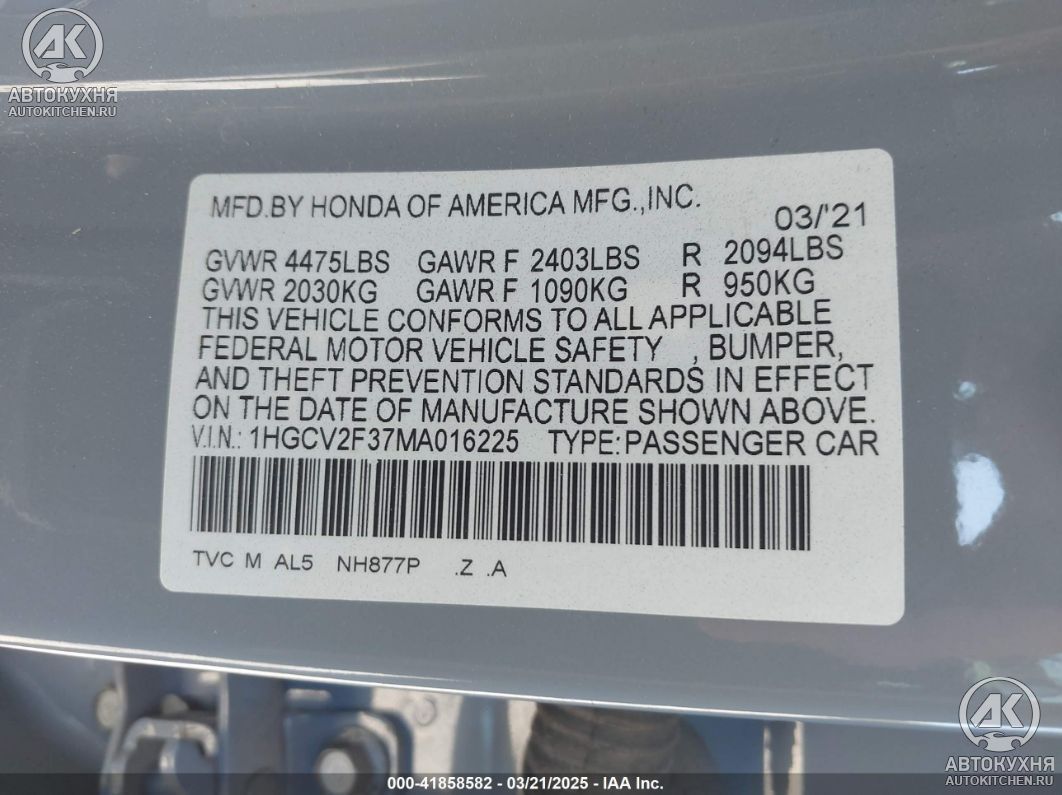 АК
АВТОКУХНЯ
AUTOKITCHEN.RU
MFD.BY HONDA OF AMERICA MFG.,INC.
03/'21
GVWR 4475LBS GAWR F 2403LBS R 2094LBS
GVWR 2030KG GAWR F 1090KG R 950KG
THIS VEHICLE CONFORMS TO ALL APPLICABLE
FEDERAL MOTOR VEHICLE SAFETY , BUMPER,
AND THEFT PREVENTION STANDARDS IN EFFECT
ON THE DATE OF MANUFACTURE SHOWN ABOVE.
V.I.N.: 1HGCV2F37MA016225 TYPE:PASSENGER CAR
TVC M AL5 NH877P .Z .A
АК
АВТОКУХНЯ
AUTOKITCHEN.RU
000-41858582 - 03/21/2025 - IAA Inc.